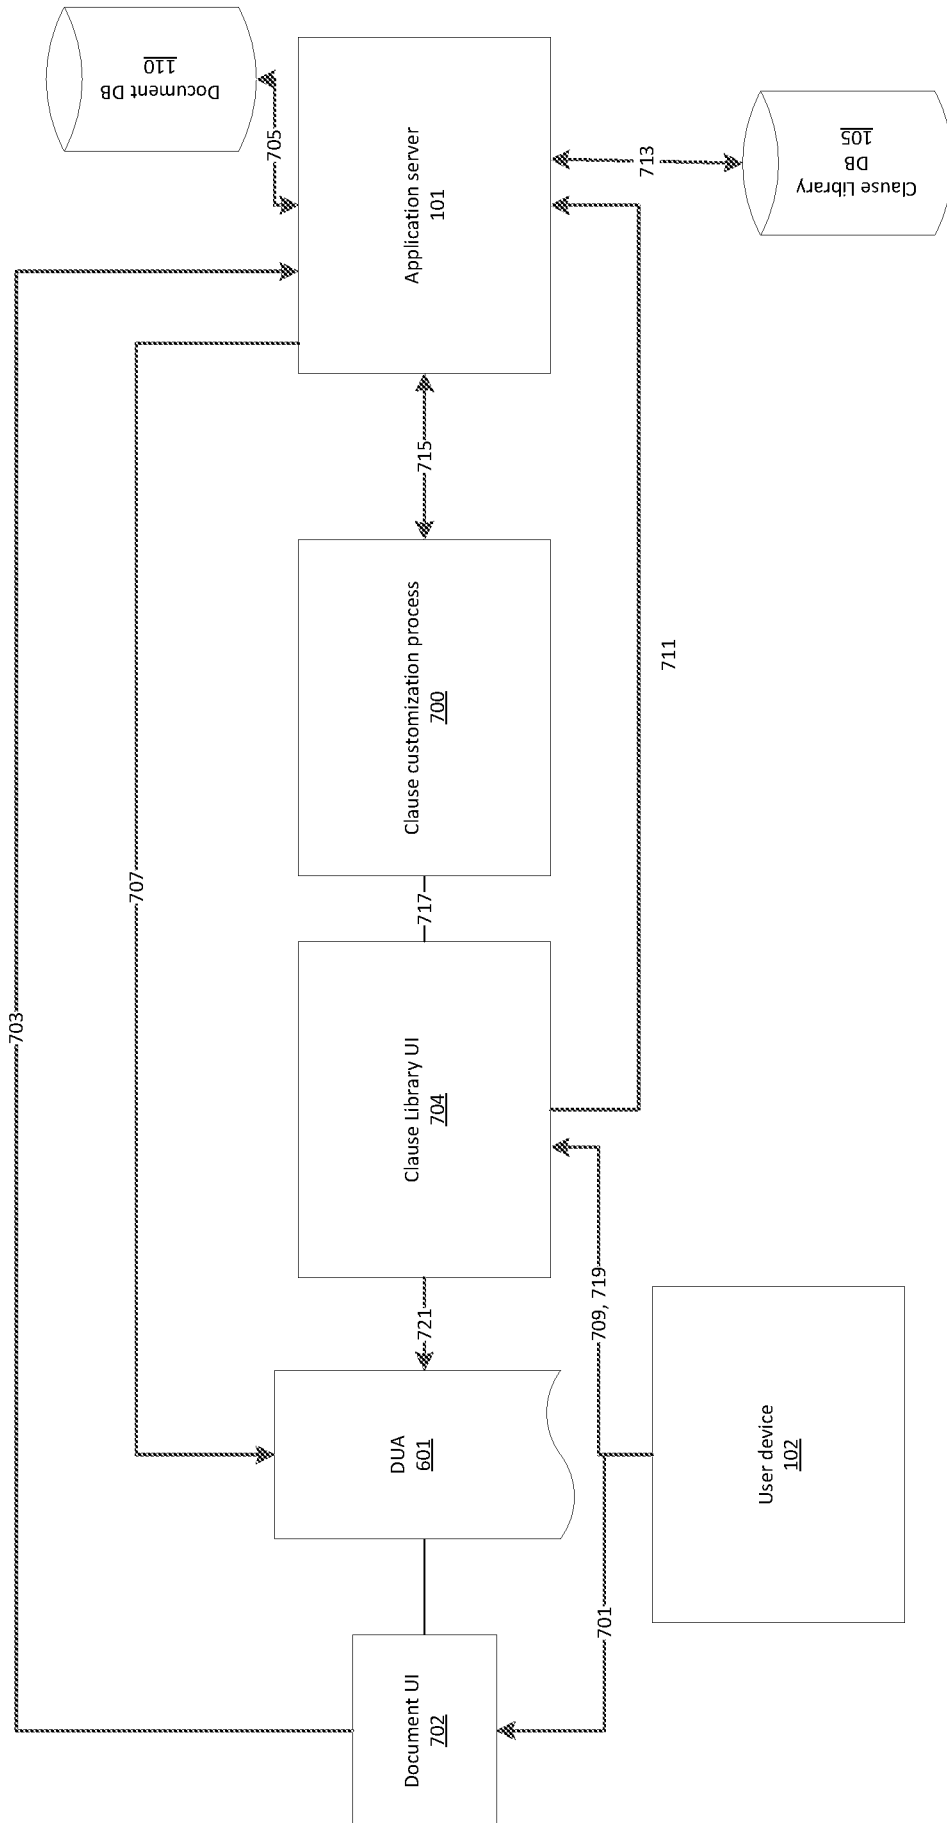 703
707
705
Document DB
110
Document UI
702
DUA
601
721
Clause Library UI
704
717
Clause customization process
700
715
Application server
101
701
709, 719
711
713
User device
102
Clause Library
DB
105